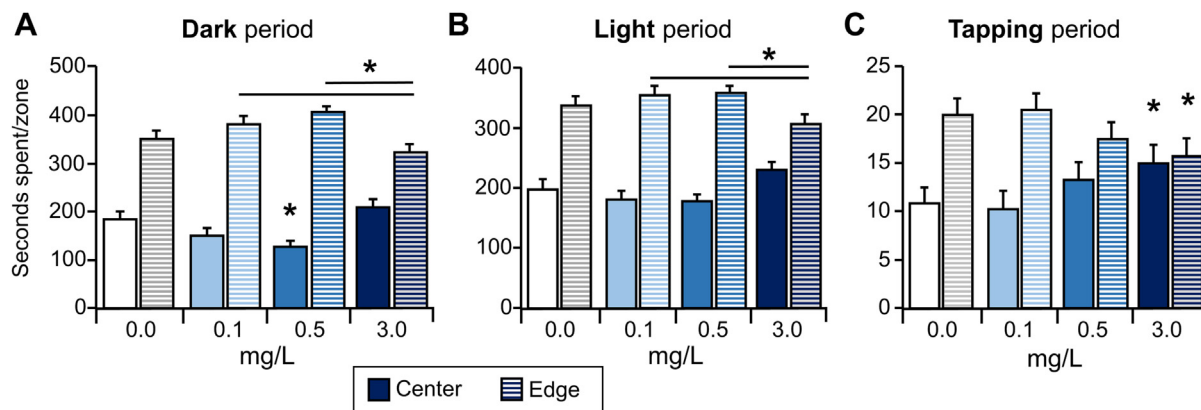 A
Dark period
Seconds spent/zone
500
400
300
200
100
0
*
*
0.0 0.1 0.5 3.0
mg/L
B
Light period
400
300
200
100
0
*
0.0 0.1 0.5 3.0
mg/L
C
Tapping period
25
20
15
10
5
0
* *
0.0 0.1 0.5 3.0
mg/L
Center Edge